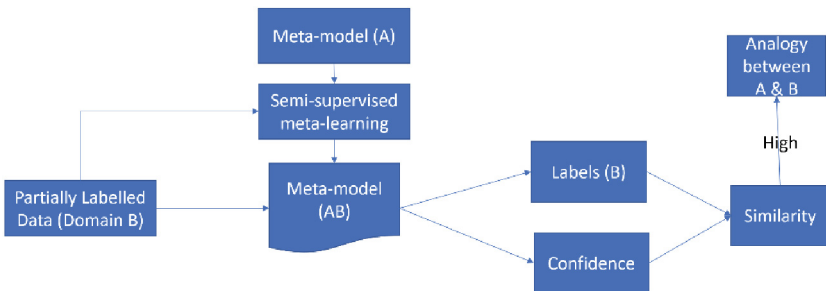 Meta-model (A)
Semi-supervised
meta-learning
Partially Labelled
Data (Domain B)
Meta-model
(AB)
Labels (B)
Confidence
Similarity
High
Analogy
between
A & B